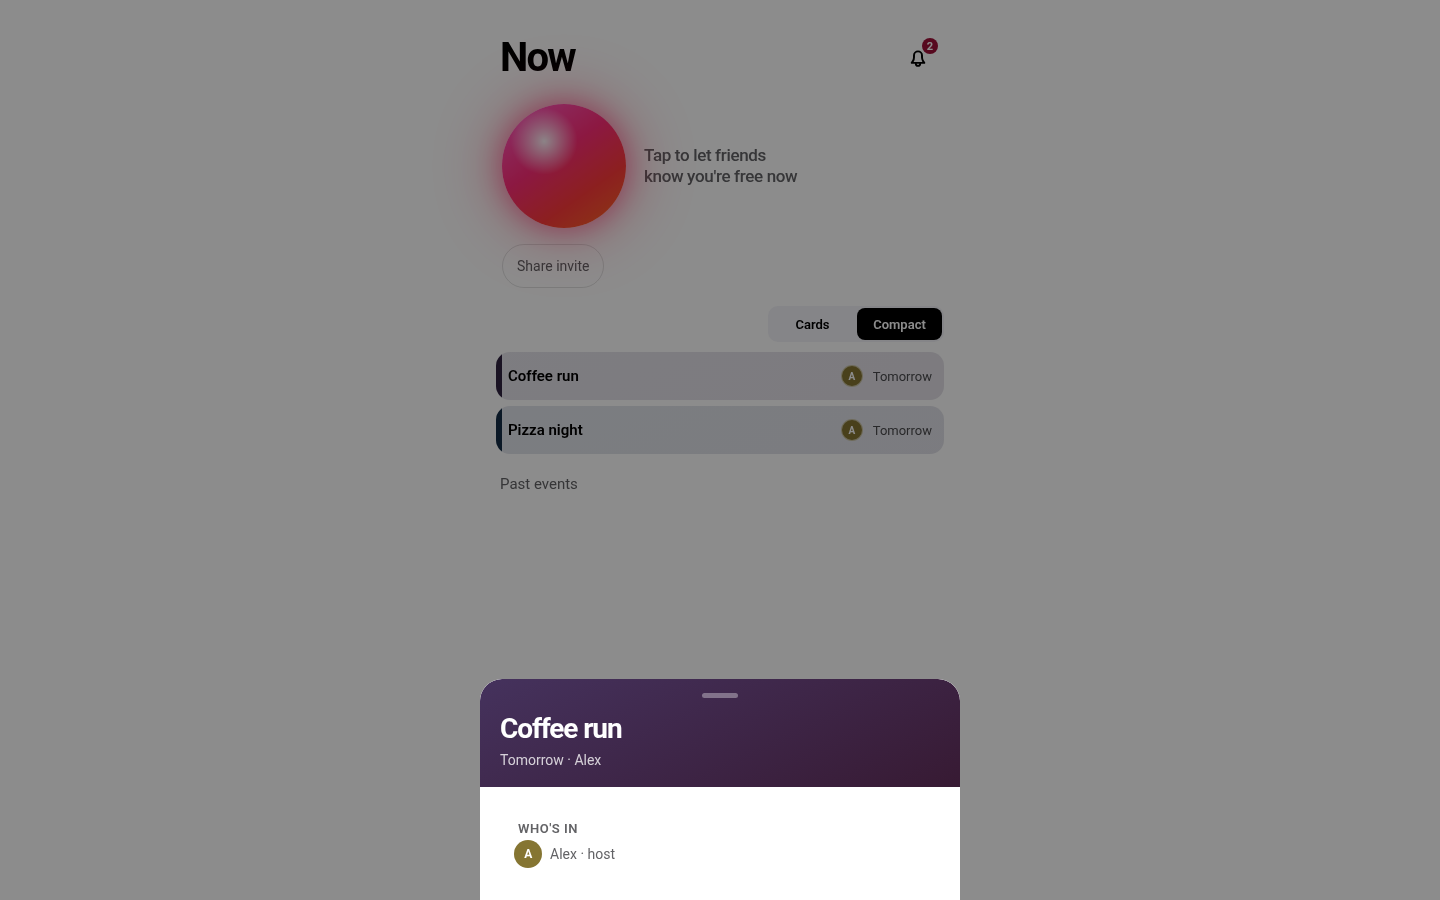 Now
2
Tap to let friends
know you're free now
Share invite
Cards Compact
Coffee run A Tomorrow
Pizza night A Tomorrow
Past events
Coffee run
Tomorrow · Alex
WHO'S IN
A Alex · host